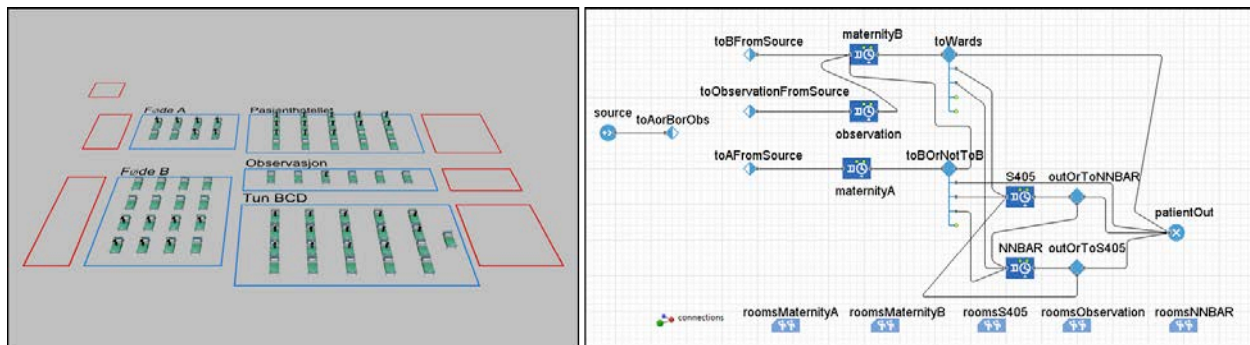 Føde A
Pasienthotellet
Observasjon
Føde B
Tun BCD
toBFromSource
maternityB
toWards
toObservationFromSource
source
toAorBorObs
observation
toAFromSource
toBOrNotToB
maternityA
S405
outOrToNNBAR
patientOut
NNBAR
outOrToS405
connections
roomsMaternityA
roomsMaternityB
roomsS405
roomsObservation
roomsNNBAR